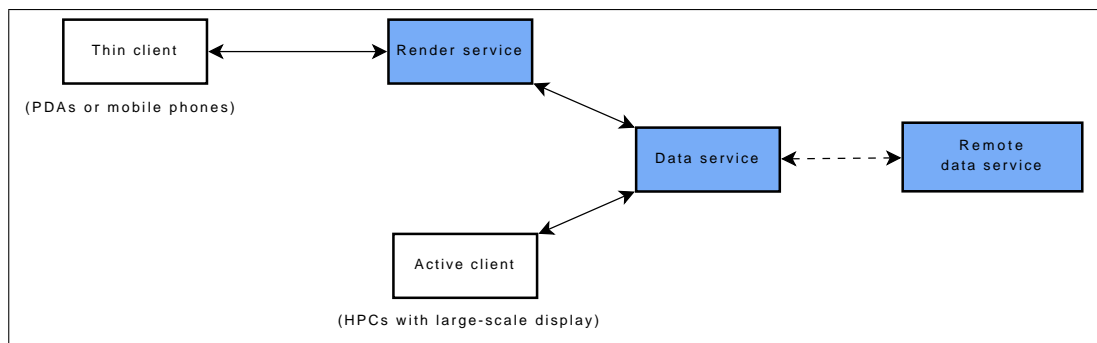 Thin client
Render service
(PDAs or mobile phones)
Data service
Remote
data service
Active client
(HPCs with large-scale display)